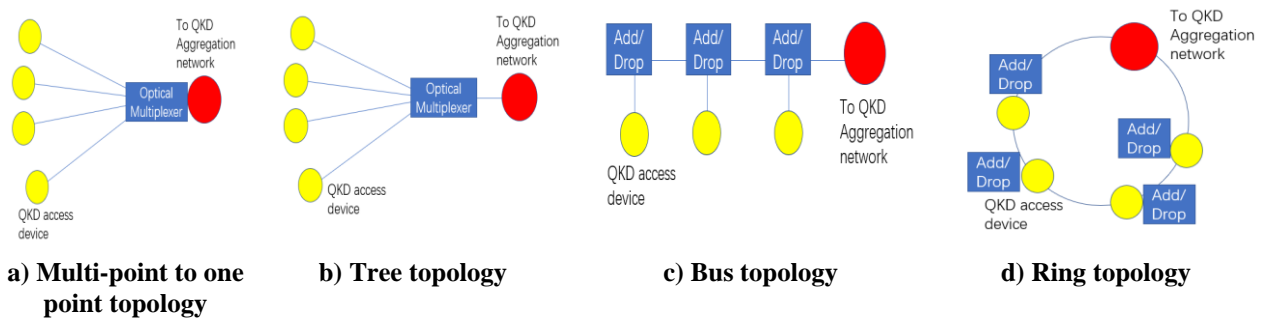 To QKD
Aggregation
network
Optical
Multiplexer
QKD access
device
a) Multi-point to one
point topology
To QKD
Aggregation
network
Optical
Multiplexer
QKD access
device
b) Tree topology
Add/
Drop
Add/
Drop
Add/
Drop
To QKD
Aggregation
network
QKD access
device
c) Bus topology
To QKD
Aggregation
network
Add/
Drop
Add/
Drop
Add/
Drop
Add/
Drop
QKD access
device
d) Ring topology